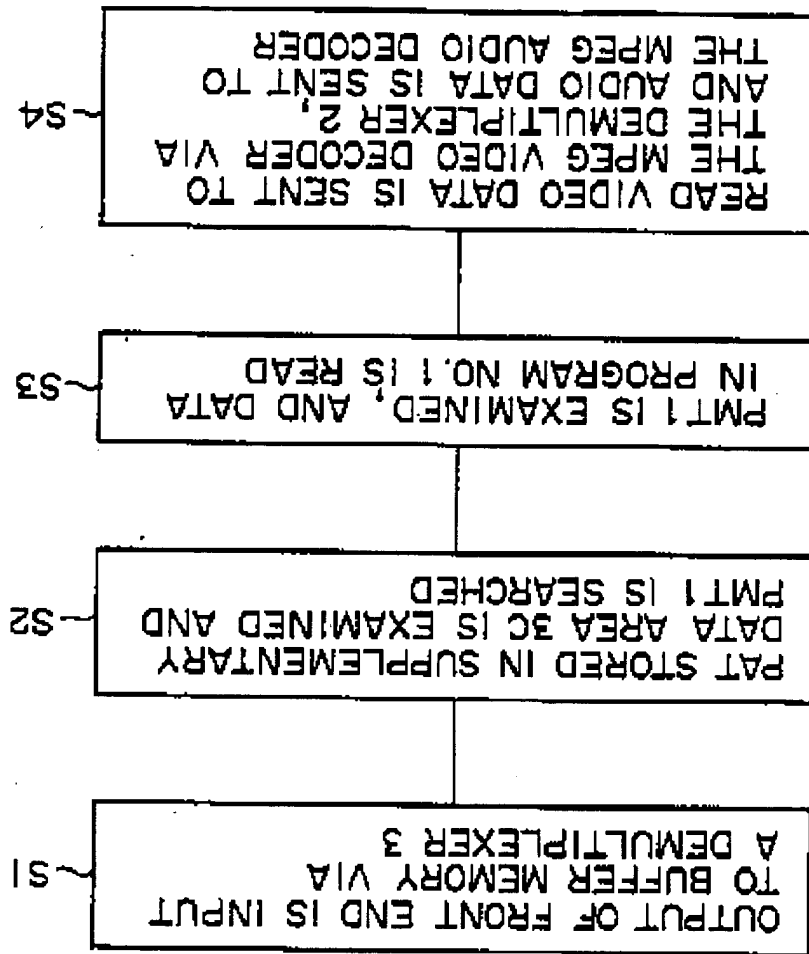 OUTPUT OF FRONT END IS INPUT
TO BUFFER MEMORY VIA
A DEMULTIPLEXER 3
S1
PAT STORED IN SUPPLEMENTARY
DATA AREA 3C IS EXAMINED AND
PMT1 IS SEARCHED
S2
PMT1 IS EXAMINED, AND DATA
IN PROGRAM NO.1 IS READ
S3
READ VIDEO DATA IS SENT TO
THE MPEG VIDEO DECODER VIA
THE DEMULTIPLEXER 2,
AND AUDIO DATA IS SENT TO
THE MPEG AUDIO DECODER
S4